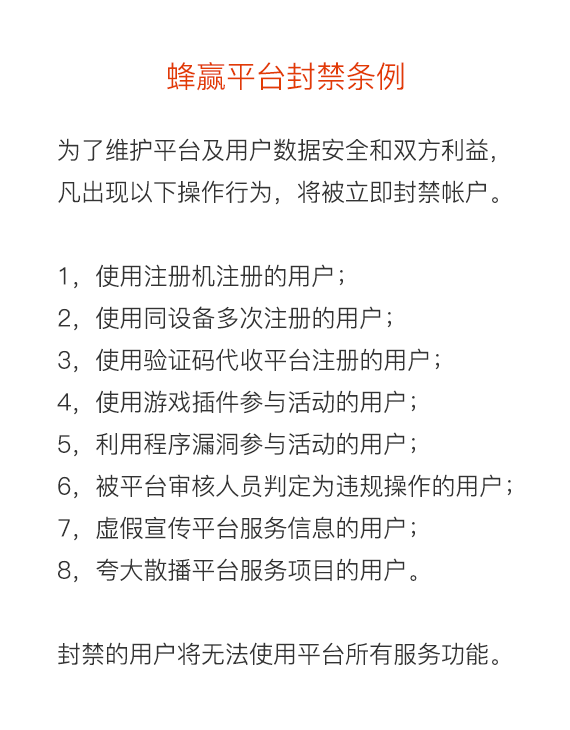 蜂赢平台封禁条例
为了维护平台及用户数据安全和双方利益，
凡出现以下操作行为，将被立即封禁帐户。
1，使用注册机注册的用户；
2，使用同设备多次注册的用户；
3，使用验证码代收平台注册的用户；
4，使用游戏插件参与活动的用户；
5，利用程序漏洞参与活动的用户；
6，被平台审核人员判定为违规操作的用户；
7，虚假宣传平台服务信息的用户；
8，夸大散播平台服务项目的用户。
封禁的用户将无法使用平台所有服务功能。